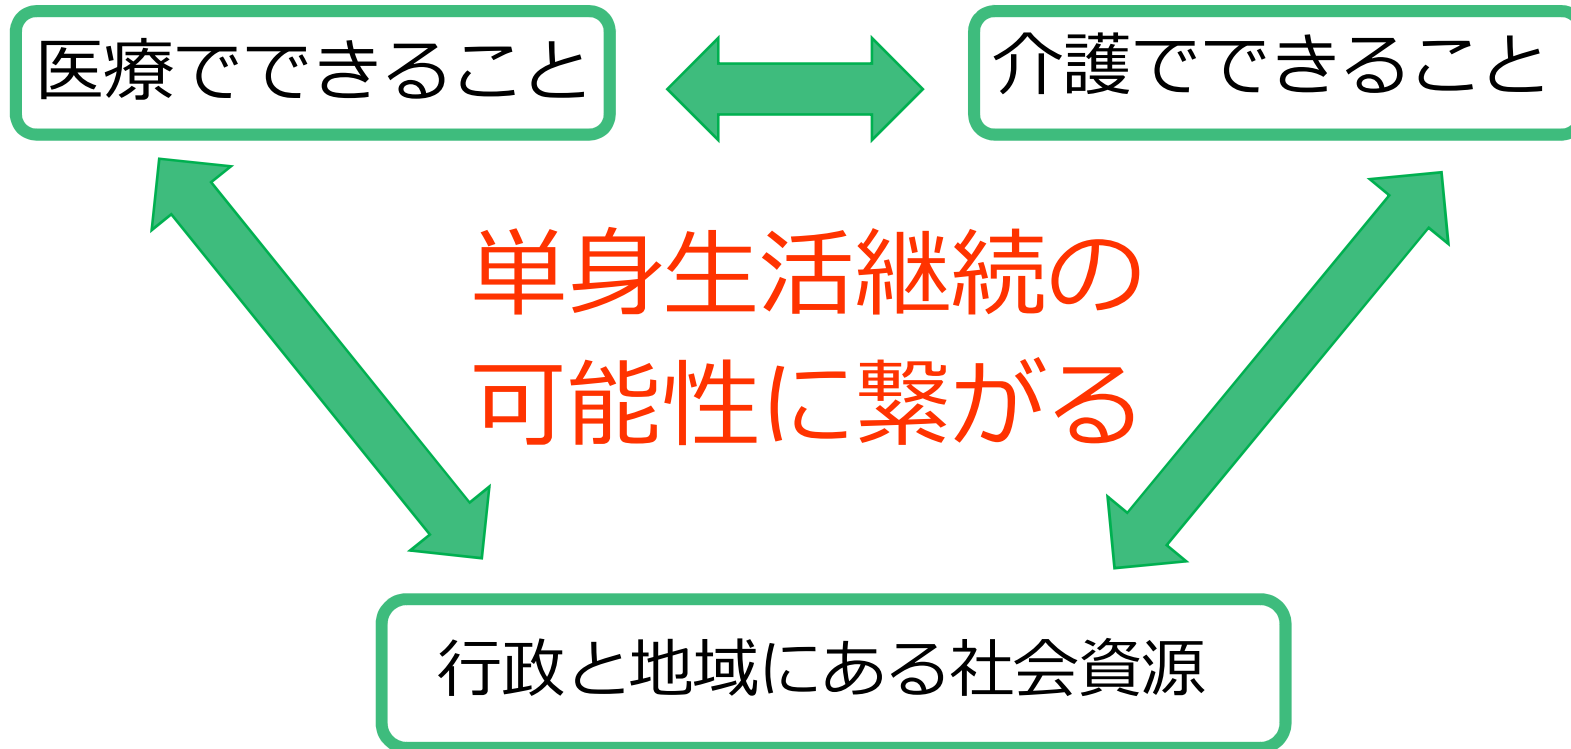 医療でできること
介護でできること
単身生活継続の
可能性に繋がる
行政と地域にある社会資源